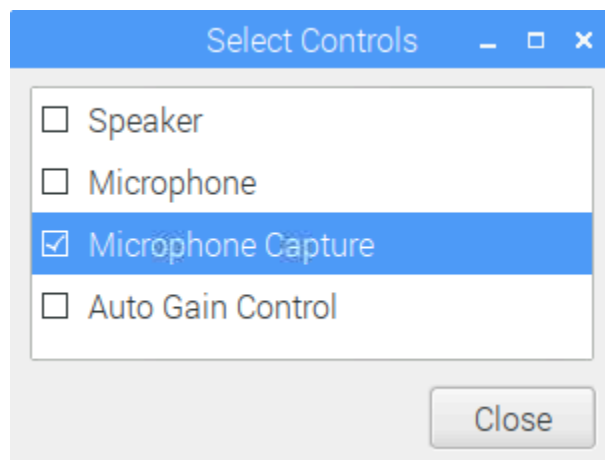 Select Controls
Speaker
Microphone
Microphone Capture
Auto Gain Control
Close